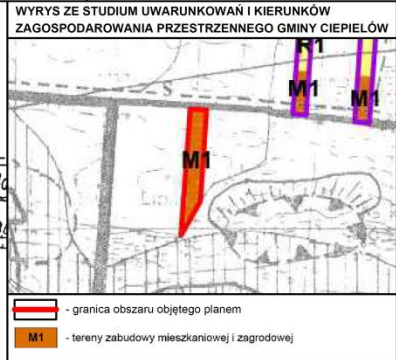 WYRYS ZE STUDIUM UWARUNKOWAŃ I KIERUNKÓW
ZAGOSPODAROWANIA PRZESTRZENNEGO GMINY CIEPIELÓW
R1
M1
M1
M1
S
- granica obszaru objętego planem
M1 - tereny zabudowy mieszkaniowej i zagrodowej